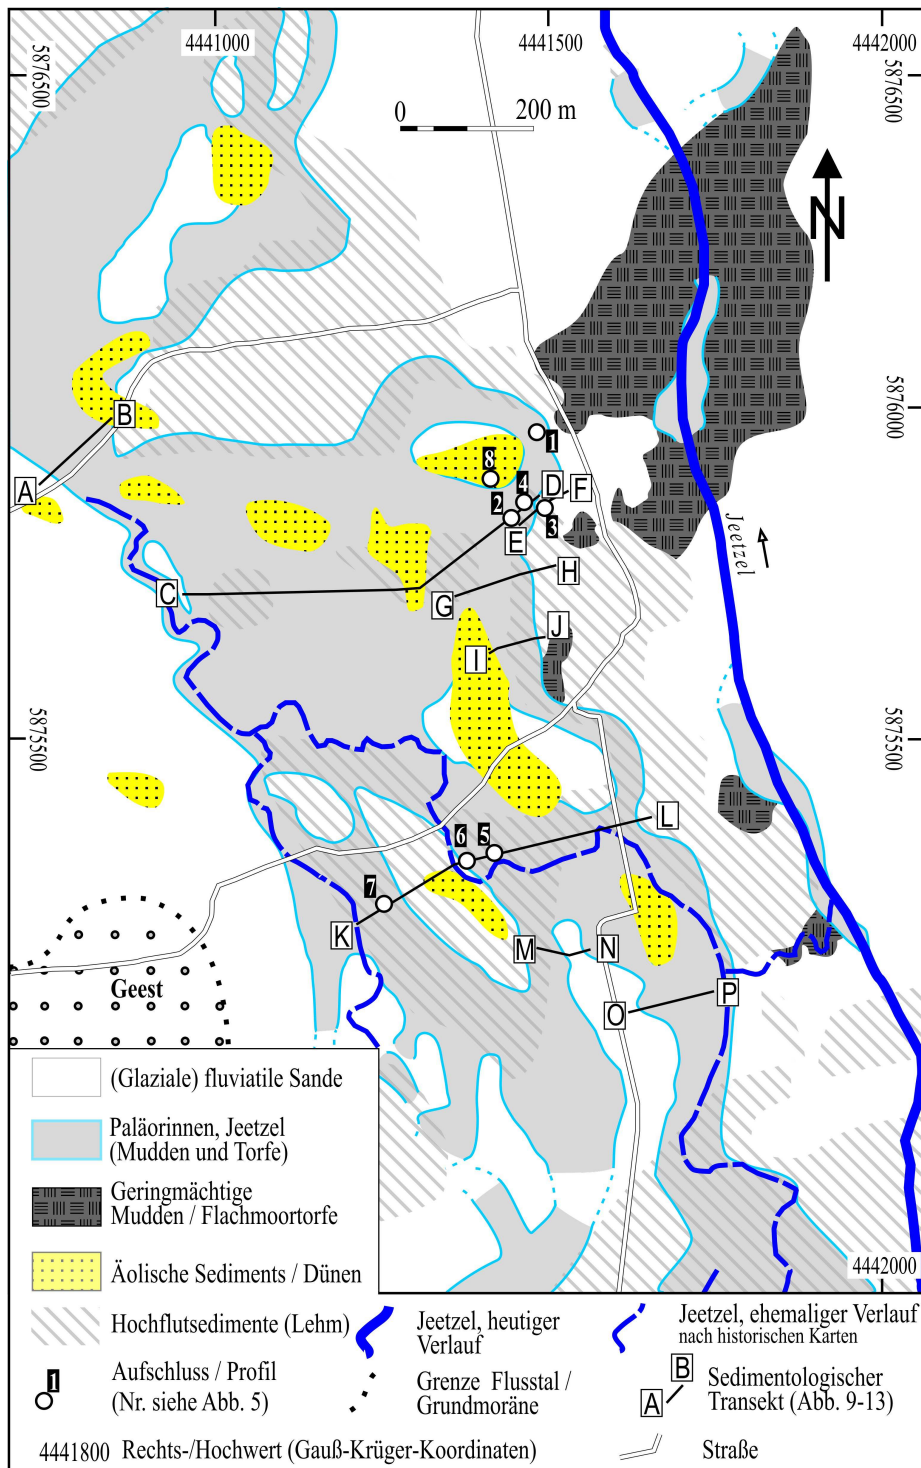 4441000
4441500
4442000
5876500
5876500
0 200 m
N
5876000
B
A
8
1
4
D
F
2
3
E
C
H
G
J
I
Jeetzel
5875500
5875500
L
6
5
7
K
M
N
O
P
Geest
4442000
(Glaziale) fluviatile Sande
Paläorinnen, Jeetzel
(Mudden und Torfe)
Geringmächtige
Mudden / Flachmoortorfe
Äolische Sediments / Dünen
Hochflutsedimente (Lehm)
Jeetzel, heutiger
Verlauf
Jeetzel, ehemaliger Verlauf
nach historischen Karten
1
Aufschluss / Profil
(Nr. siehe Abb. 5)
Grenze Flusstal /
Grundmoräne
B
A
Sedimentologischer
Transekt (Abb. 9-13)
4441800 Rechts-/Hochwert (Gauß-Krüger-Koordinaten)
Straße